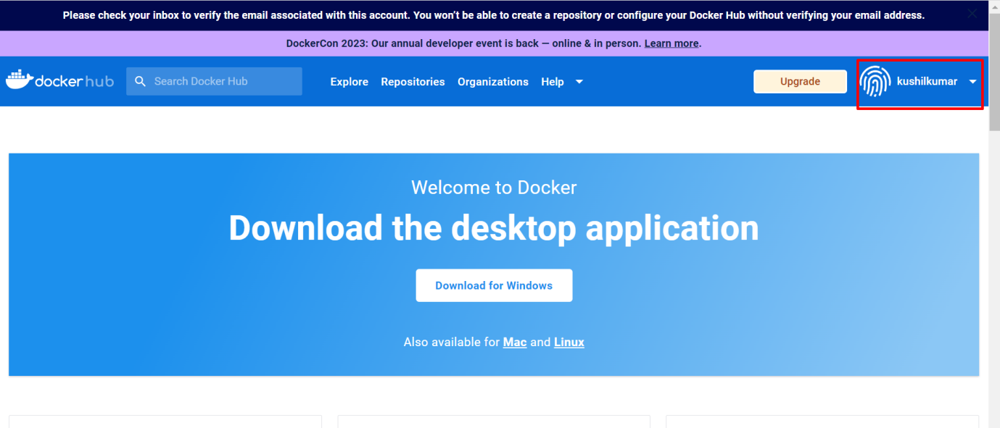 Please check your inbox to verify the email associated with this account. You won’t be able to create a repository or configure your Docker Hub without verifying your email address.
DockerCon 2023: Our annual developer event is back — online & in person. Learn more.
dockerhub Search Docker Hub Explore Repositories Organizations Help Upgrade kushilkumar
Welcome to Docker
Download the desktop application
Download for Windows
Also available for Mac and Linux